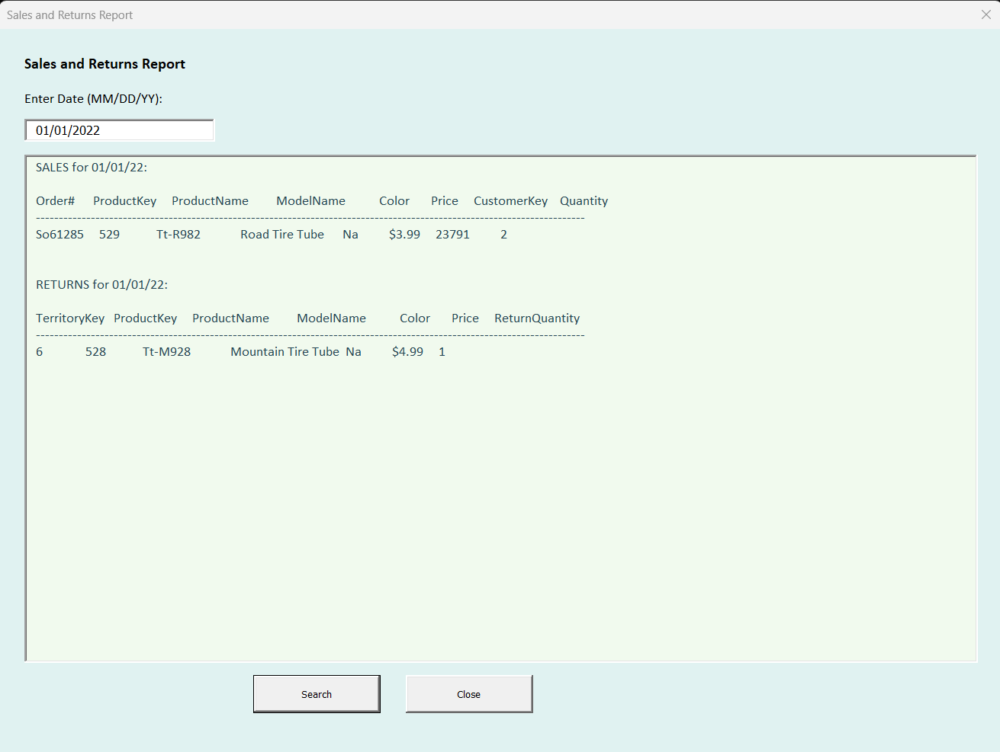 Sales and Returns Report
Sales and Returns Report
Enter Date (MM/DD/YY):
01/01/2022
SALES for 01/01/22:
Order# ProductKey ProductName ModelName Color Price CustomerKey Quantity
------------------------------------------------------------------------------------------------------------------------
So61285 529 Tt-R982 Road Tire Tube Na $3.99 23791 2
RETURNS for 01/01/22:
TerritoryKey ProductKey ProductName ModelName Color Price ReturnQuantity
------------------------------------------------------------------------------------------------------------------------
6 528 Tt-M928 Mountain Tire Tube Na $4.99 1
Search Close